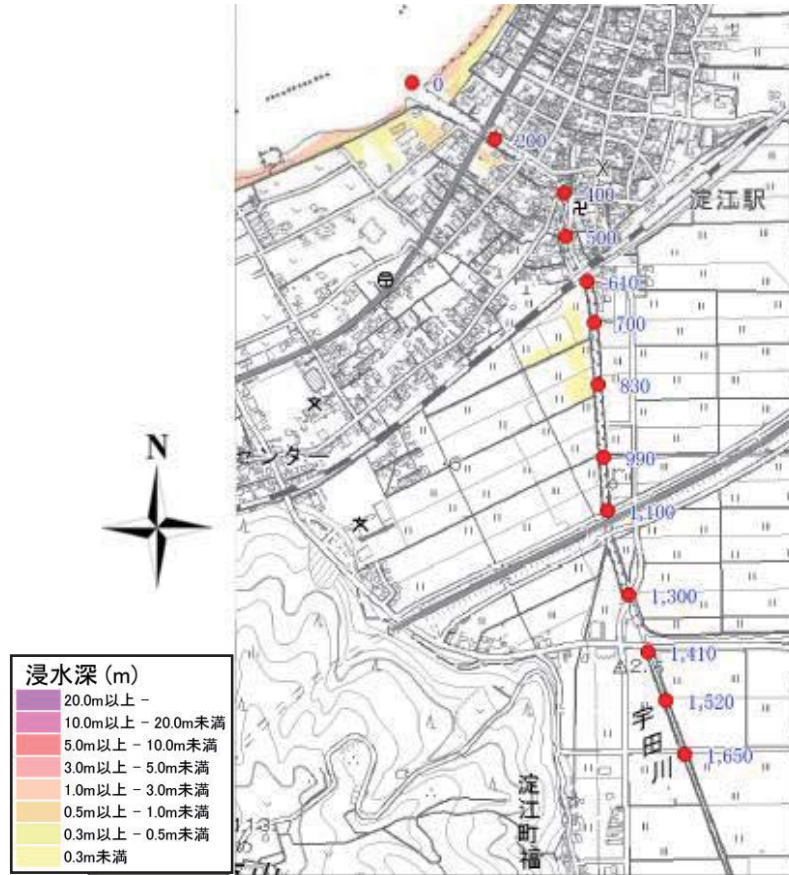 0
200
400
淀江駅
500
610
700
830
センター
990
N
1,100
1,300
1,410
1,520
宇田川
1,650
淀江町福
浸水深 (m)
20.0m以上 -
10.0m以上 - 20.0m未満
5.0m以上 - 10.0m未満
3.0m以上 - 5.0m未満
1.0m以上 - 3.0m未満
0.5m以上 - 1.0m未満
0.3m以上 - 0.5m未満
0.3m未満